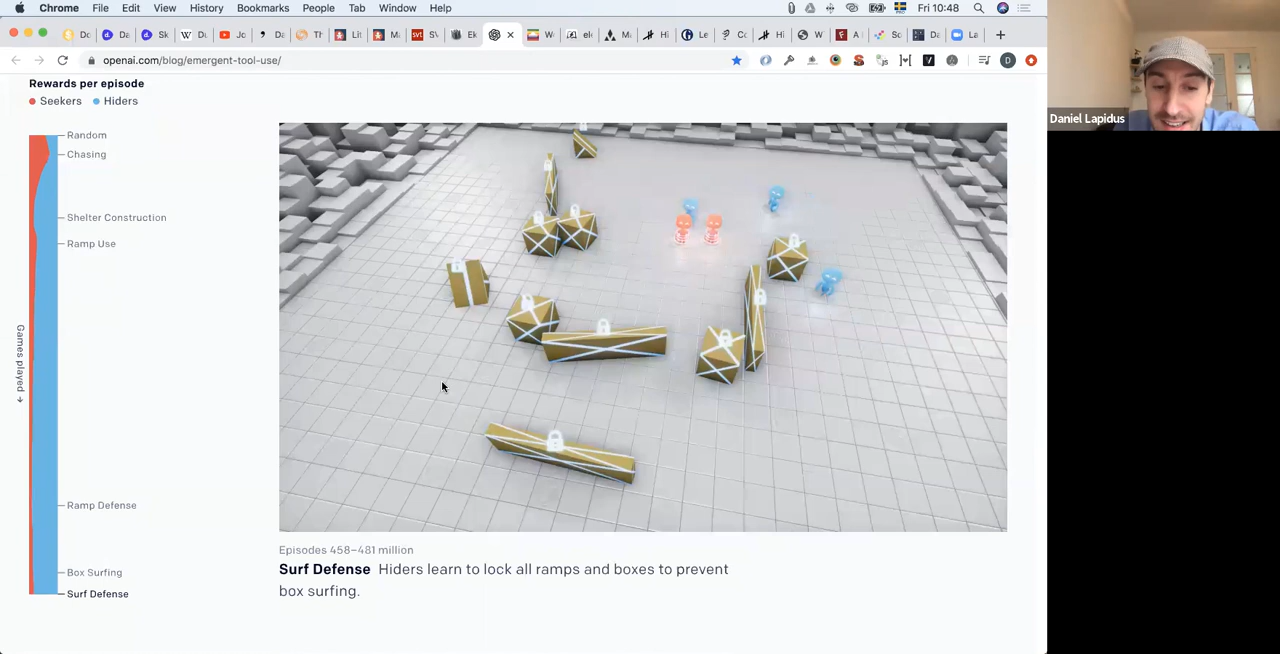 Chrome File Edit View History Bookmarks People Tab Window Help Fri 10:48
openai.com/blog/emergent-tool-use/
Rewards per episode
Seekers Hiders
Random
Chasing
Shelter Construction
Ramp Use
Games played →
Ramp Defense
Box Surfing
Surf Defense
Episodes 458–481 million
Surf Defense Hiders learn to lock all ramps and boxes to prevent
box surfing.
Daniel Lapidus